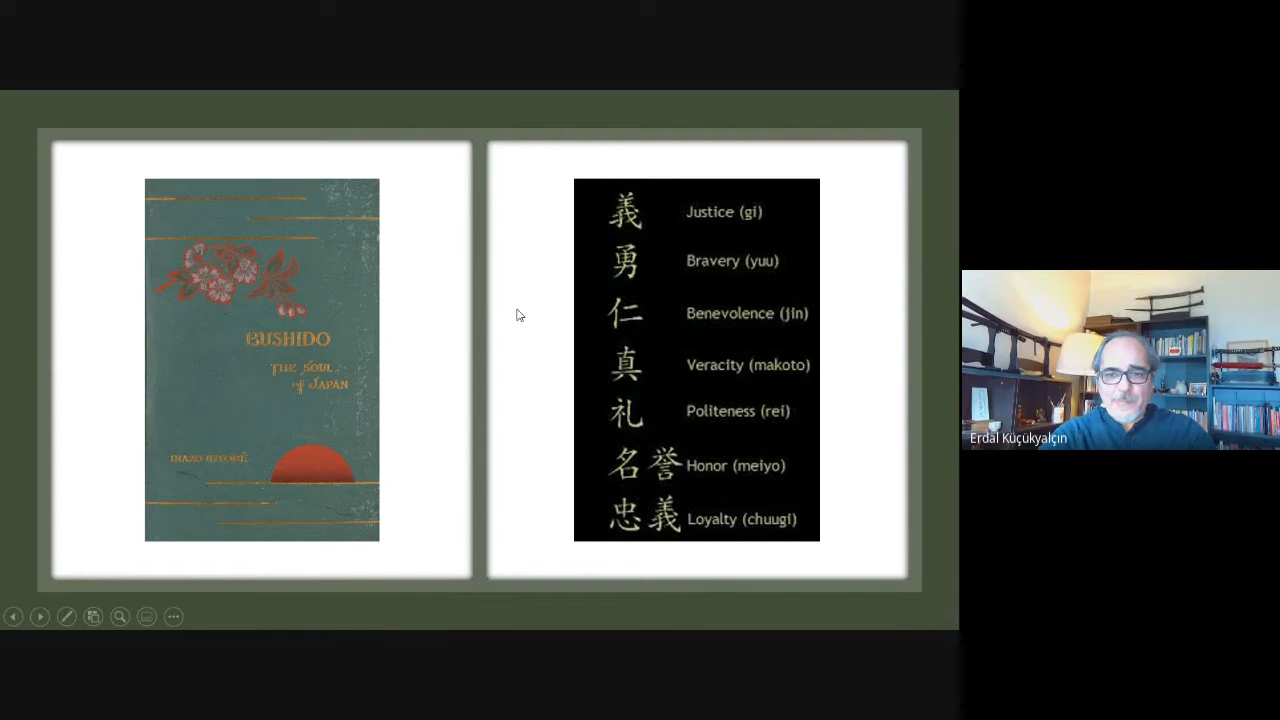 BUSHIDO
THE SOUL
of JAPAN
INAZO NITOBÉ
義 Justice (gi)
勇 Bravery (yuu)
仁 Benevolence (jin)
真 Veracity (makoto)
礼 Politeness (rei)
名誉 Honor (meiyo)
忠義 Loyalty (chuugi)
Erdal Küçükyalçın